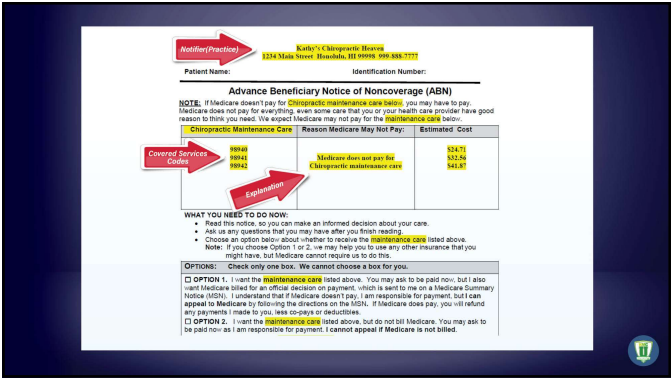 Notifier(Practice)
Kathy's Chiropractic Heaven
1234 Main Street Honolulu, HI 99998 999-888-7777
Patient Name: Identification Number:
Advance Beneficiary Notice of Noncoverage (ABN)
NOTE: If Medicare doesn't pay for Chiropractic maintenance care below, you may have to pay.
Medicare does not pay for everything, even some care that you or your health care provider have good
reason to think you need. We expect Medicare may not pay for the maintenance care below.
Chiropractic Maintenance Care Reason Medicare May Not Pay: Estimated Cost
Covered Services
Codes
98940 $24.71
98941 Medicare does not pay for $32.56
98942 Chiropractic maintenance care $41.87
Explanation
WHAT YOU NEED TO DO NOW:
• Read this notice, so you can make an informed decision about your care.
• Ask us any questions that you may have after you finish reading.
• Choose an option below about whether to receive the maintenance care listed above.
Note: If you choose Option 1 or 2, we may help you to use any other insurance that you
might have, but Medicare cannot require us to do this.
OPTIONS: Check only one box. We cannot choose a box for you.
☐ OPTION 1. I want the maintenance care listed above. You may ask to be paid now, but I also
want Medicare billed for an official decision on payment, which is sent to me on a Medicare Summary
Notice (MSN). I understand that if Medicare doesn't pay, I am responsible for payment, but I can
appeal to Medicare by following the directions on the MSN. If Medicare does pay, you will refund
any payments I made to you, less co-pays or deductibles.
☐ OPTION 2. I want the maintenance care listed above, but do not bill Medicare. You may ask to
be paid now as I am responsible for payment. I cannot appeal if Medicare is not billed.